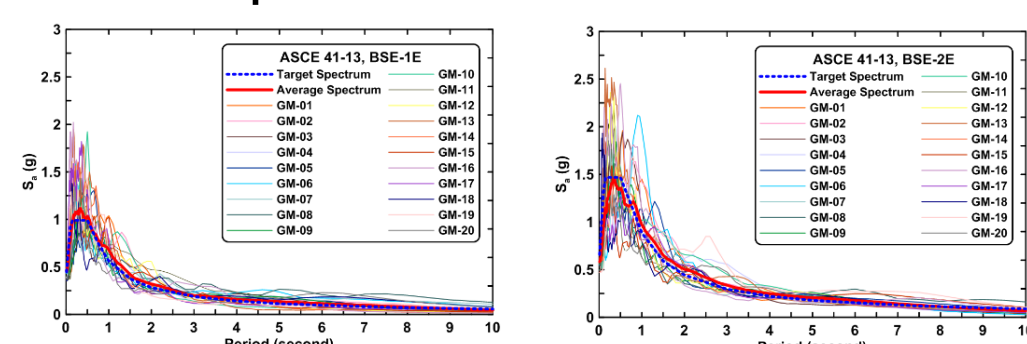 3
2.5
2
1.5
1
0.5
0
Sa (g)
0 1 2 3 4 5 6 7 8 9 10
Period (second)
ASCE 41-13, BSE-1E
Target Spectrum GM-10
Average Spectrum GM-11
GM-01 GM-12
GM-02 GM-13
GM-03 GM-14
GM-04 GM-15
GM-05 GM-16
GM-06 GM-17
GM-07 GM-18
GM-08 GM-19
GM-09 GM-20
3
2.5
2
1.5
1
0.5
0
Sa (g)
0 1 2 3 4 5 6 7 8 9
ASCE 41-13, BSE-2E
Target Spectrum GM-10
Average Spectrum GM-11
GM-01 GM-12
GM-02 GM-13
GM-03 GM-14
GM-04 GM-15
GM-05 GM-16
GM-06 GM-17
GM-07 GM-18
GM-08 GM-19
GM-09 GM-20